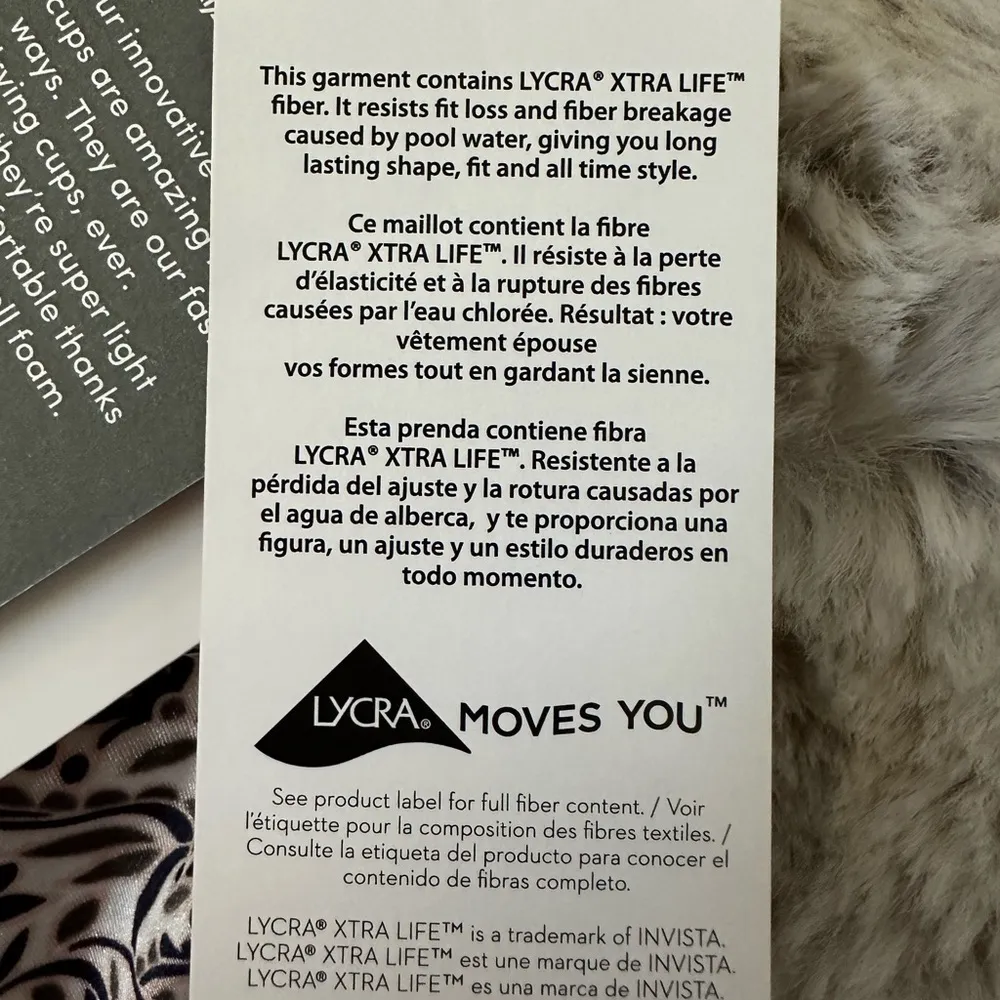 ur innovative
cups are amazing
ways. They are our fas
rying cups, ever.
they're super light
fortable thanks
ll foam.
This garment contains LYCRA® XTRA LIFE™
fiber. It resists fit loss and fiber breakage
caused by pool water, giving you long
lasting shape, fit and all time style.
Ce maillot contient la fibre
LYCRA® XTRA LIFE™. Il résiste à la perte
d'élasticité et à la rupture des fibres
causées par l'eau chlorée. Résultat : votre
vêtement épouse
vos formes tout en gardant la sienne.
Esta prenda contiene fibra
LYCRA® XTRA LIFE™. Resistente a la
pérdida del ajuste y la rotura causadas por
el agua de alberca, y te proporciona una
figura, un ajuste y un estilo duraderos en
todo momento.
LYCRA® MOVES YOU™
See product label for full fiber content. / Voir
l'étiquette pour la composition des fibres textiles. /
Consulte la etiqueta del producto para conocer el
contenido de fibras completo.
LYCRA® XTRA LIFE™ is a trademark of INVISTA.
LYCRA® XTRA LIFE™ est une marque de INVISTA.
LYCRA® XTRA LIFE™ es una marca de INVISTA.